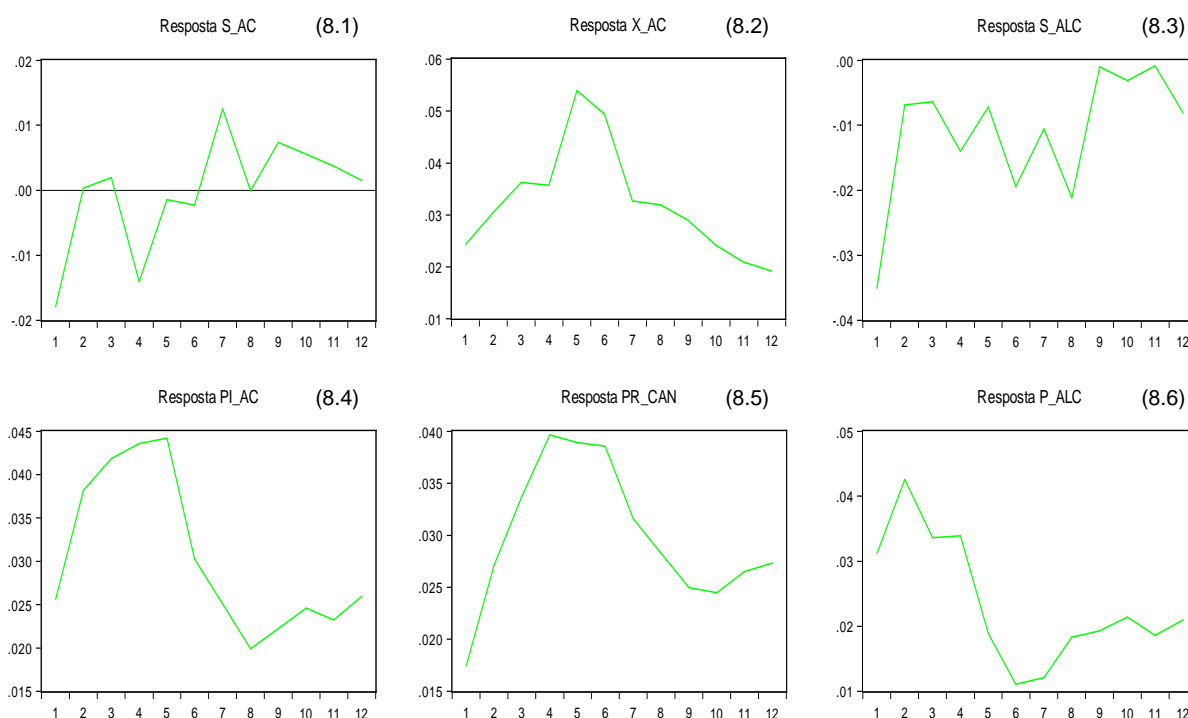 Resposta S_AC (8.1)
.02
.01
.00
-.01
-.02
1 2 3 4 5 6 7 8 9 10 11 12
Resposta X_AC (8.2)
.06
.05
.04
.03
.02
.01
1 2 3 4 5 6 7 8 9 10 11 12
Resposta S_ALC (8.3)
.00
-.01
-.02
-.03
-.04
1 2 3 4 5 6 7 8 9 10 11 12
Resposta PI_AC (8.4)
.045
.040
.035
.030
.025
.020
.015
1 2 3 4 5 6 7 8 9 10 11 12
Resposta PR_CAN (8.5)
.040
.035
.030
.025
.020
.015
1 2 3 4 5 6 7 8 9 10 11 12
Resposta P_ALC (8.6)
.05
.04
.03
.02
.01
1 2 3 4 5 6 7 8 9 10 11 12